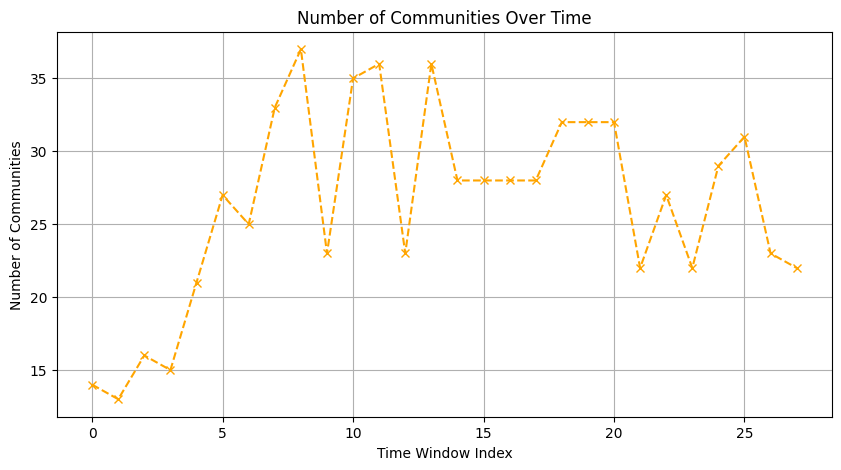 Number of Communities Over Time
Number of Communities
35
30
25
20
15
0 5 10 15 20 25
Time Window Index